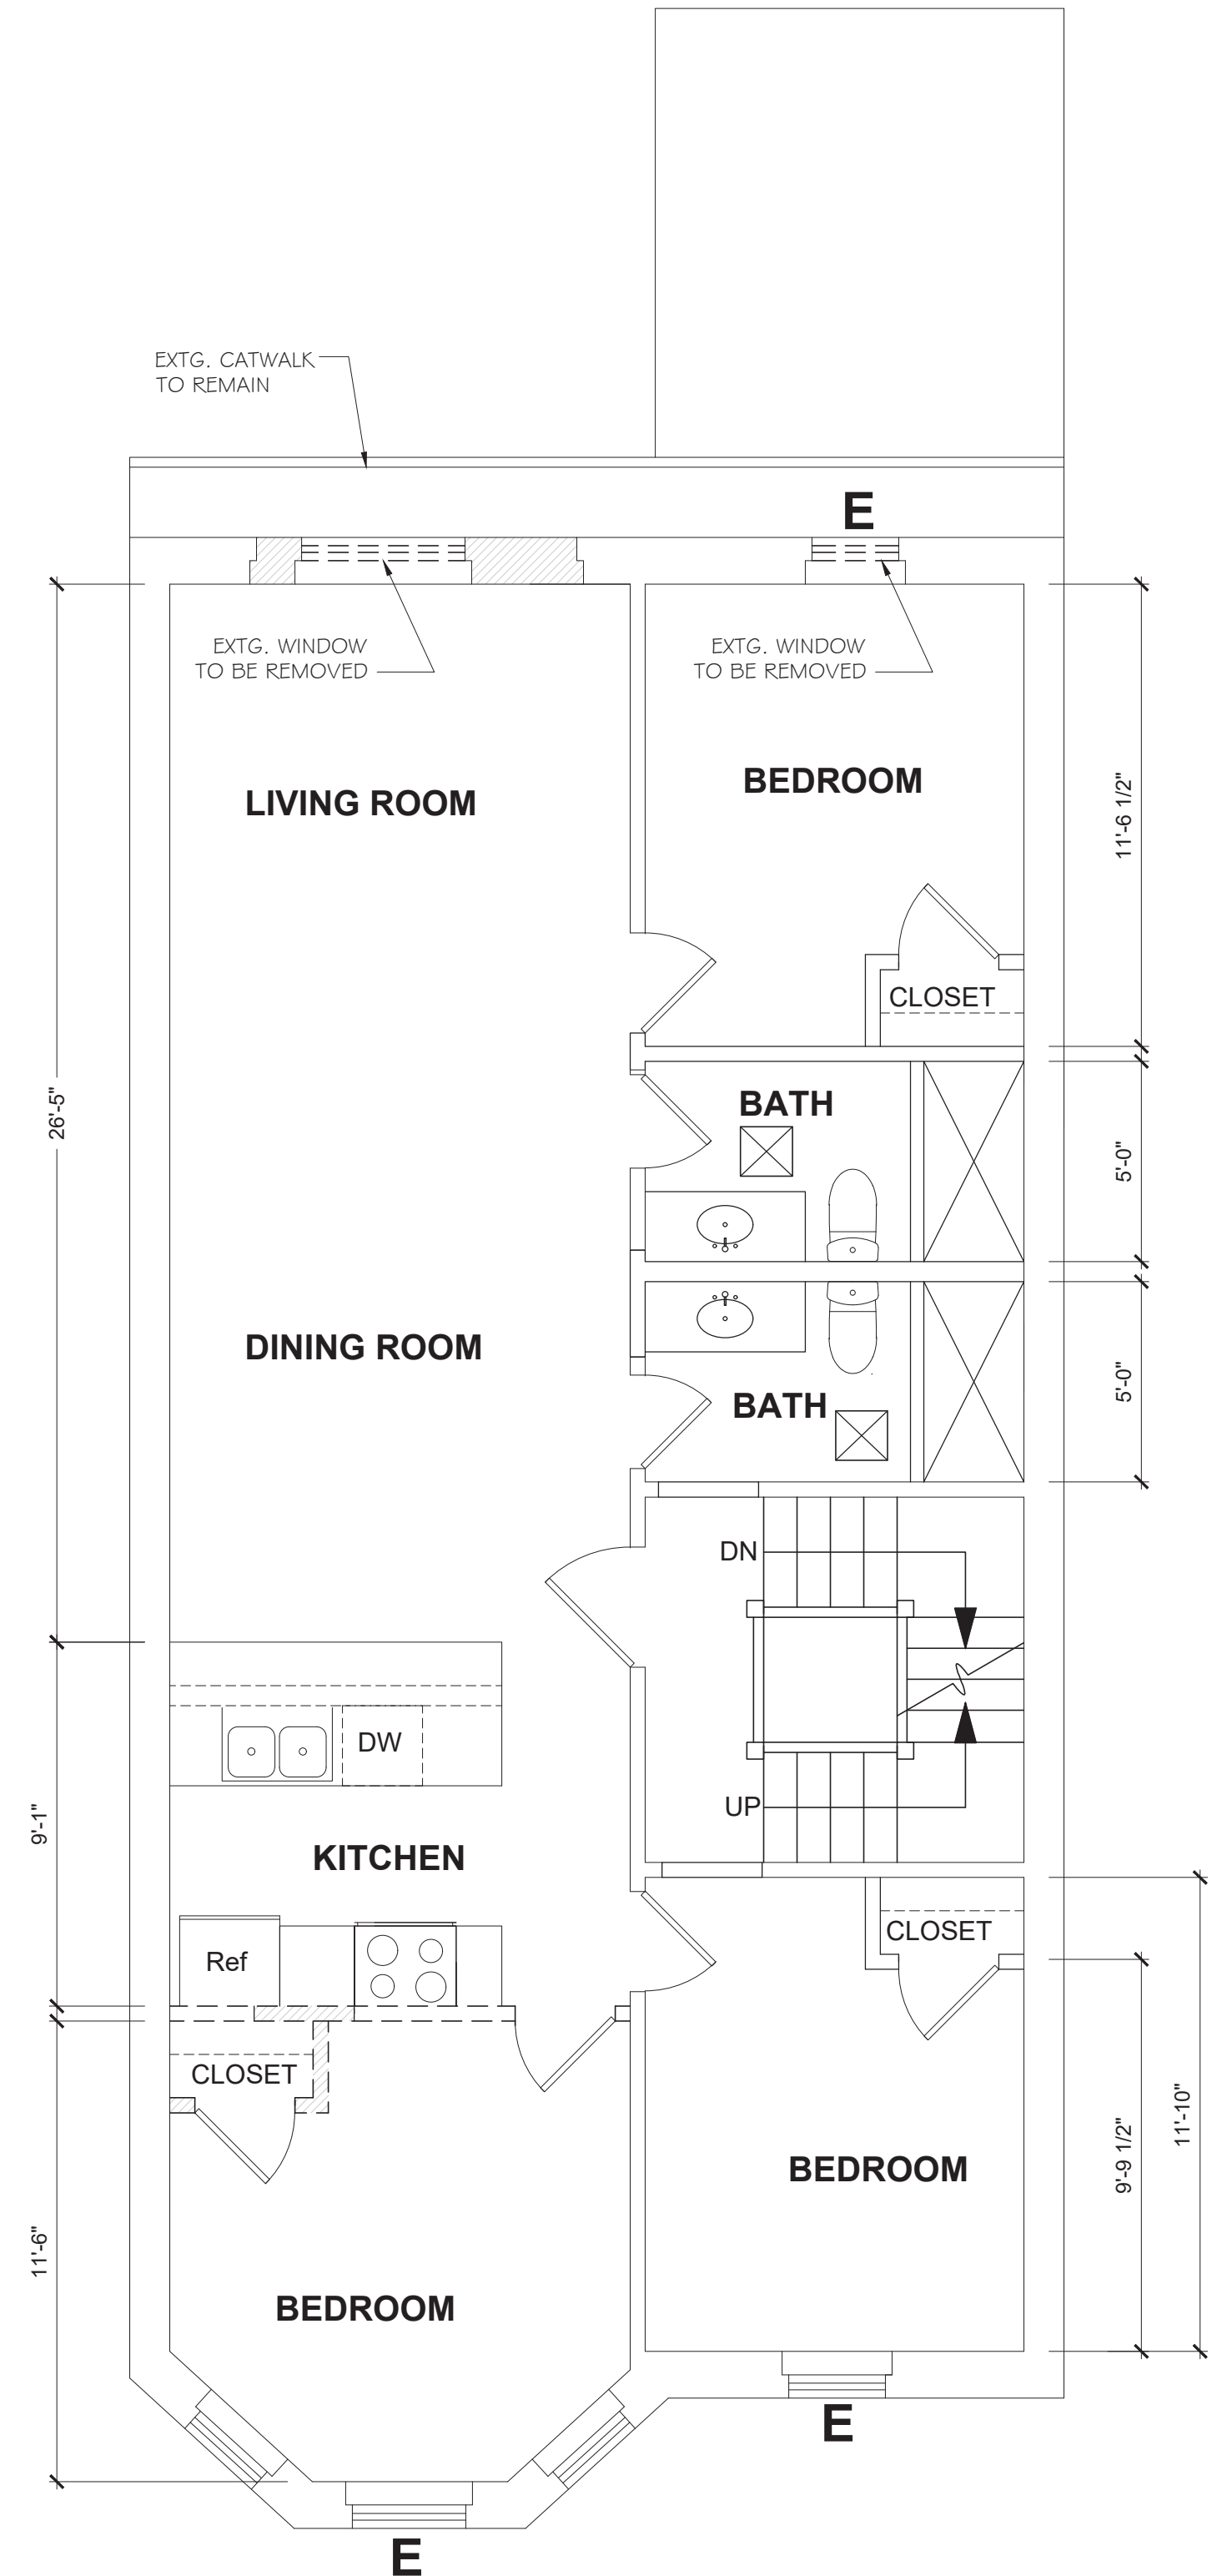 EXTG. CATWALK
TO REMAIN
E
EXTG. WINDOW
TO BE REMOVED
EXTG. WINDOW
TO BE REMOVED
LIVING ROOM
BEDROOM
11'-6 1/2"
CLOSET
26'-5"
BATH
5'-0"
DINING ROOM
BATH
5'-0"
DN
DW
UP
9'-1"
KITCHEN
Ref
CLOSET
CLOSET
11'-10"
9'-9 1/2"
BEDROOM
11'-6"
BEDROOM
E
E